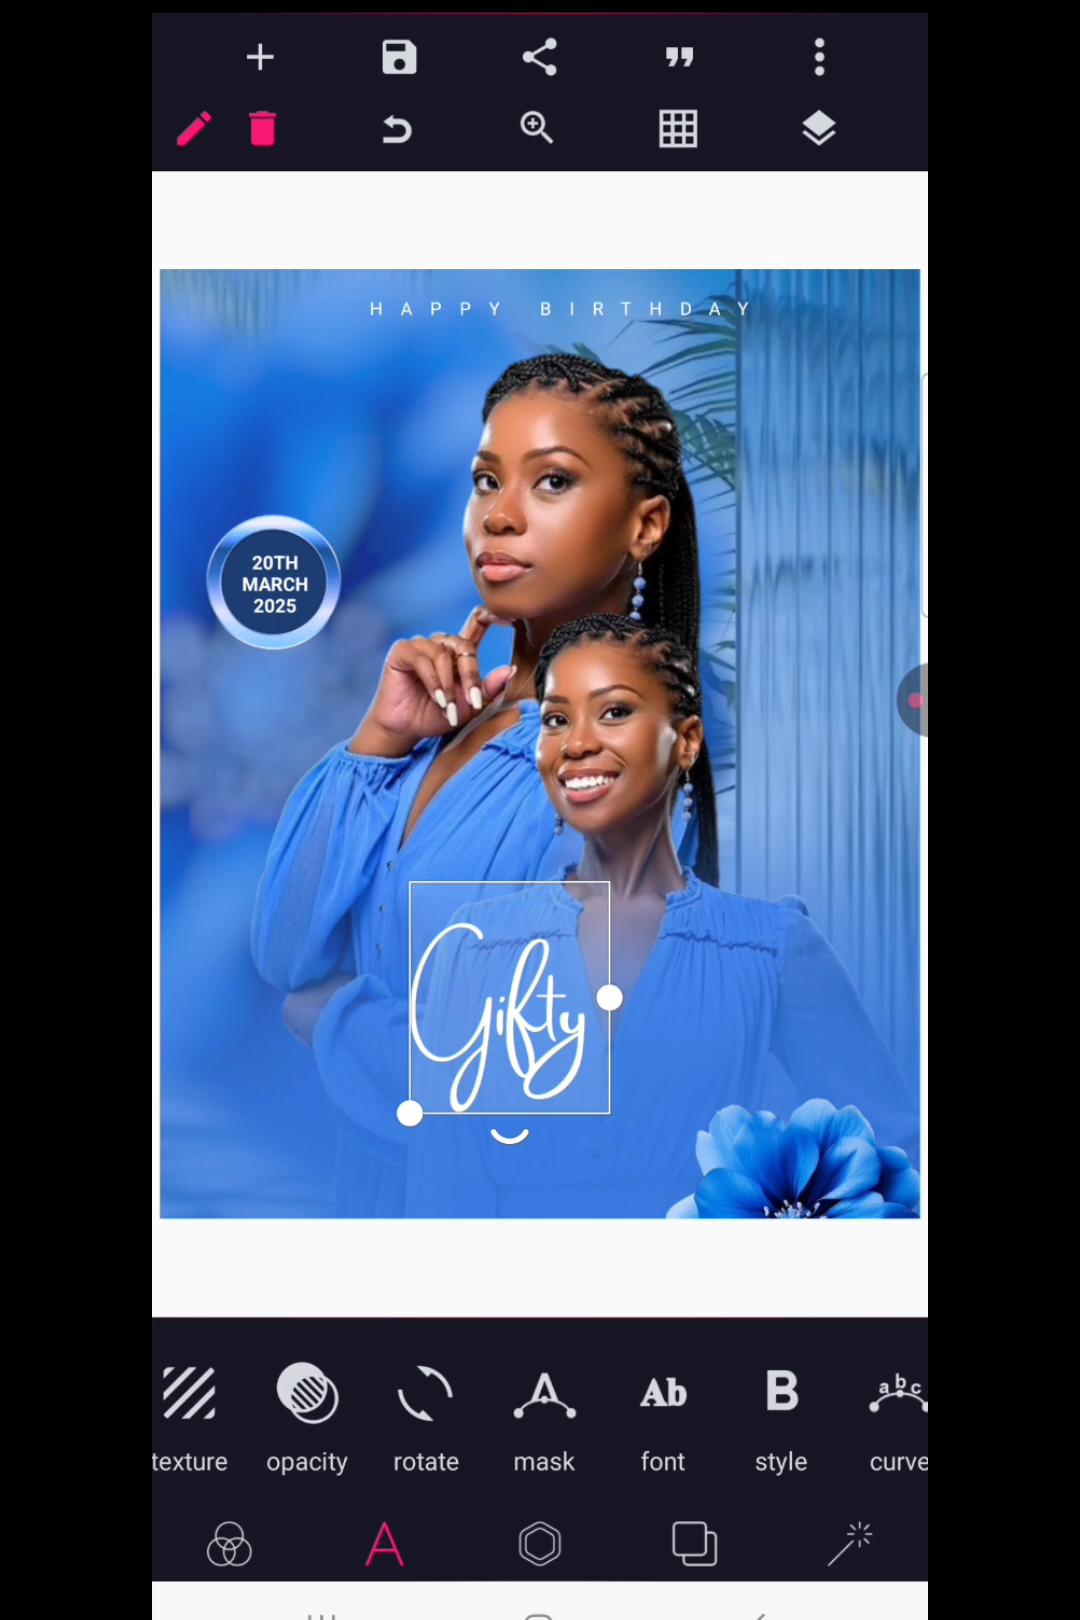 HAPPY BIRTHDAY
20TH
MARCH
2025
Gifty
texture opacity rotate mask font style curve